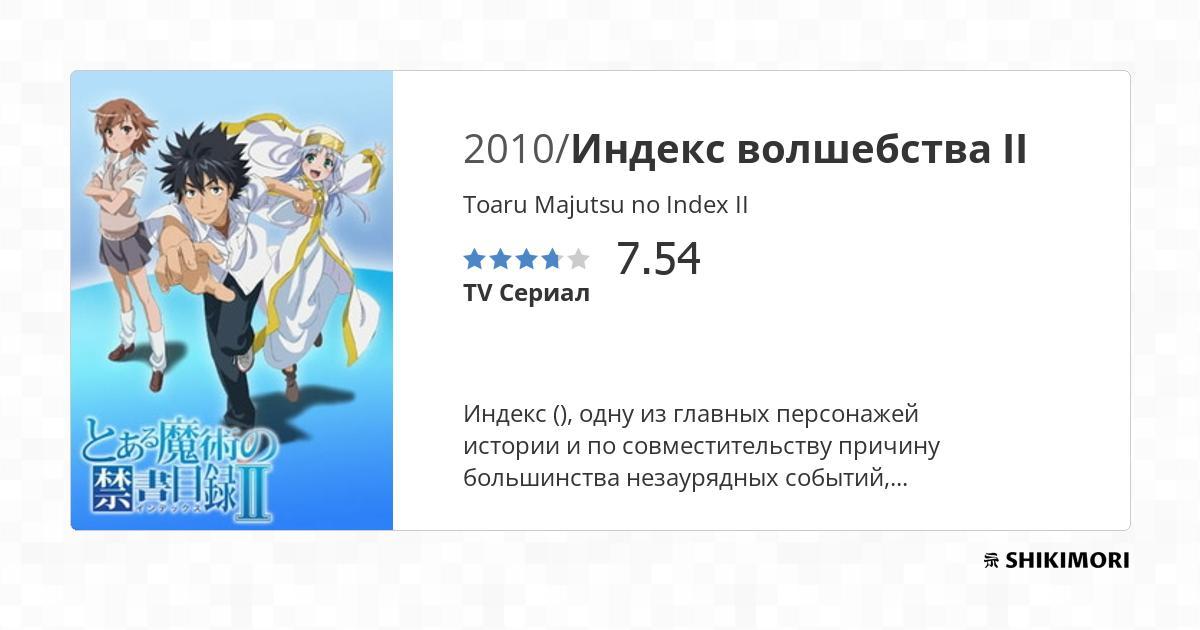 とある魔術の
禁書目録II
インデックス
2010/Индекс волшебства II
Toaru Majutsu no Index II
7.54
TV Сериал
Индекс (), одну из главных персонажей
истории и по совместительству причину
большинства незаурядных событий,...
SHIKIMORI